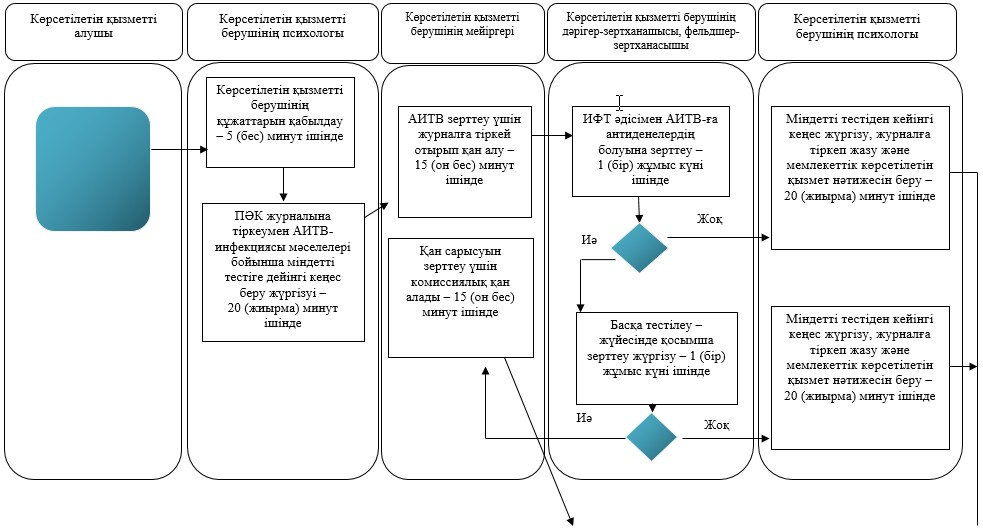 Көрсетілетін қызметті
алушы
Көрсетілетін қызметті
берушінің психологы
Көрсетілетін қызметті
берушінің мейіргері
Көрсетілетін қызметті берушінің
дәрігер-зертханашысы, фельдшер-
зертханасышы
Көрсетілетін қызметті
берушінің психологы
Көрсетілетін қызметті
берушінің
құжаттарын қабылдау
– 5 (бес) минут ішінде
ПӘК журналына
тіркеумен АИТВ-
инфекциясы мәселелері
бойынша міндетті
тестіге дейінгі кеңес
беру жүргізуі –
20 (жиырма) минут
ішінде
АИТВ зерттеу үшін
журналға тіркей
отырып қан алу –
15 (он бес) минут
ішінде
Қан сарысуын
зерттеу үшін
комиссиялық қан
алады – 15 (он бес)
минут ішінде
ИФТ әдісімен АИТВ-ға
антиденелердің
болуына зерттеу –
1 (бір) жұмыс күні
ішінде
Иә
Жоқ
Басқа тестілеу –
жүйесінде қосымша
зерттеу жүргізу – 1 (бір)
жұмыс күні ішінде
Иә
Жоқ
Міндетті тестіден кейінгі
кеңес жүргізу, журналға
тіркеп жазу және
мемлекеттік көрсетілетін
қызмет нәтижесін беру –
20 (жиырма) минут ішінде
Міндетті тестіден кейінгі
кеңес жүргізу, журналға
тіркеп жазу және
мемлекеттік көрсетілетін
қызмет нәтижесін беру –
20 (жиырма) минут ішінде